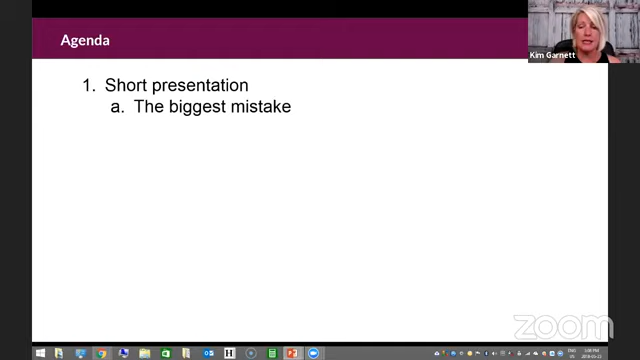 Agenda
Kim Garnett
1. Short presentation
a. The biggest mistake
zoom